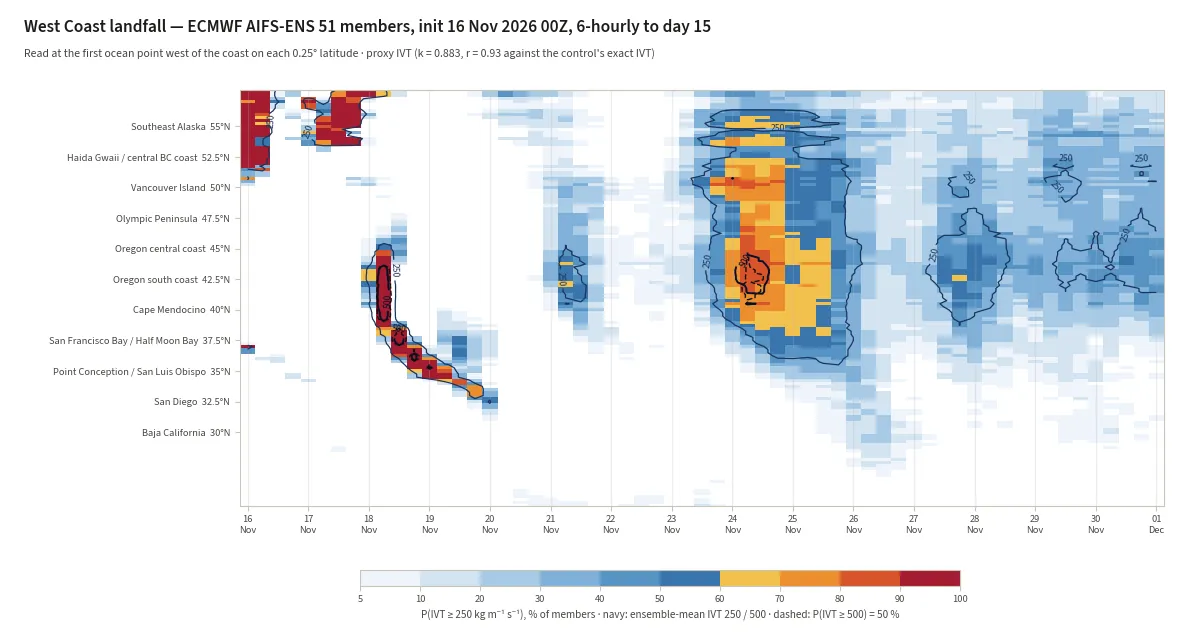 West Coast landfall — ECMWF AIFS-ENS 51 members, init 16 Nov 2026 00Z, 6-hourly to day 15
Read at the first ocean point west of the coast on each 0.25° latitude · proxy IVT (k = 0.883, r = 0.93 against the control's exact IVT)
Southeast Alaska 55°N
Haida Gwaii / central BC coast 52.5°N
Vancouver Island 50°N
Olympic Peninsula 47.5°N
Oregon central coast 45°N
Oregon south coast 42.5°N
Cape Mendocino 40°N
San Francisco Bay / Half Moon Bay 37.5°N
Point Conception / San Luis Obispo 35°N
San Diego 32.5°N
Baja California 30°N
250
250
250
250
250
250
250
250
250
250
250
16 Nov
17 Nov
18 Nov
19 Nov
20 Nov
21 Nov
22 Nov
23 Nov
24 Nov
25 Nov
26 Nov
27 Nov
28 Nov
29 Nov
30 Nov
01 Dec
5 10 20 30 40 50 60 70 80 90 100
P(IVT ≥ 250 kg m⁻¹ s⁻¹), % of members · navy: ensemble-mean IVT 250 / 500 · dashed: P(IVT ≥ 500) = 50 %